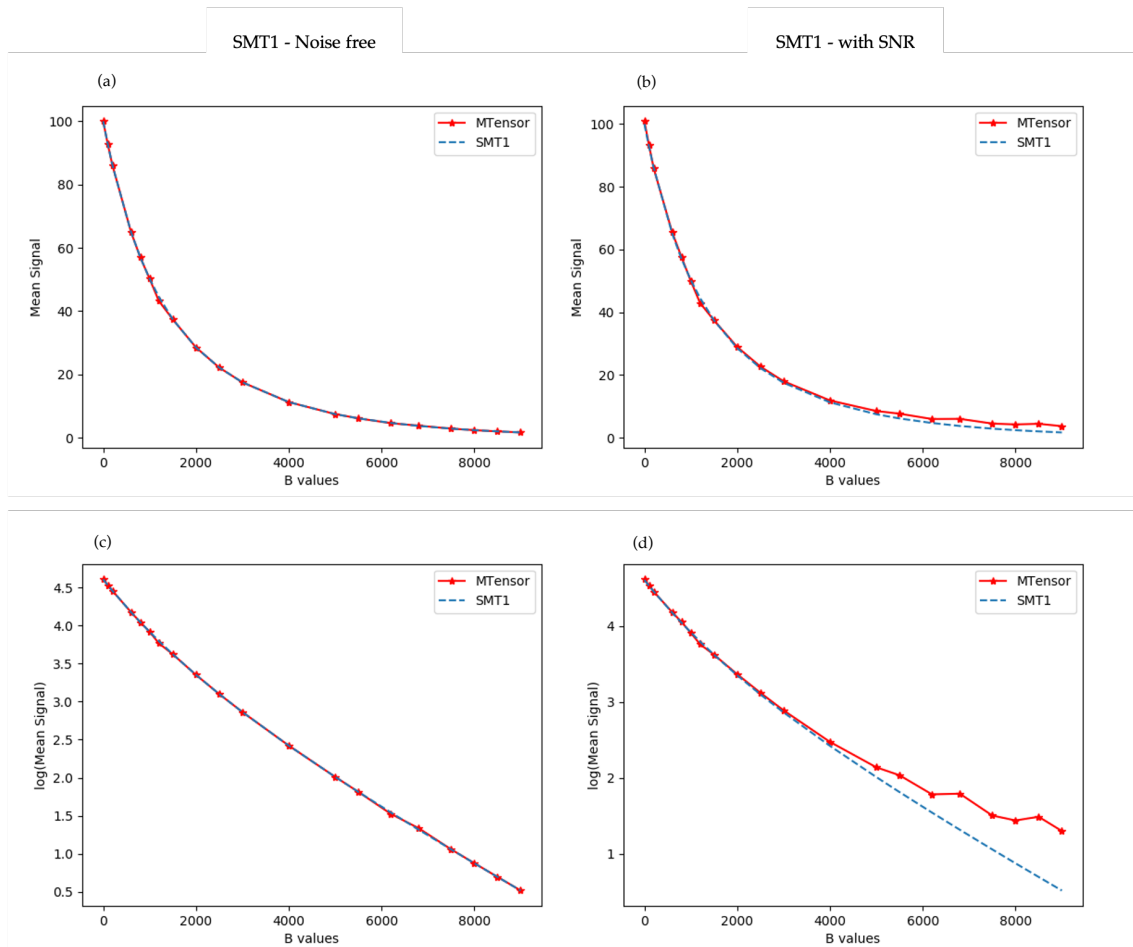 SMT1 - Noise free
SMT1 - with SNR
(a)
(b)
100
80
60
40
20
0
Mean Signal
0
2000
4000
6000
8000
B values
MTensor
SMT1
100
80
60
40
20
0
Mean Signal
0
2000
4000
6000
8000
B values
MTensor
SMT1
(c)
(d)
4.5
4.0
3.5
3.0
2.5
2.0
1.5
1.0
0.5
log(Mean Signal)
0
2000
4000
6000
8000
B values
MTensor
SMT1
4
3
2
1
log(Mean Signal)
0
2000
4000
6000
8000
B values
MTensor
SMT1